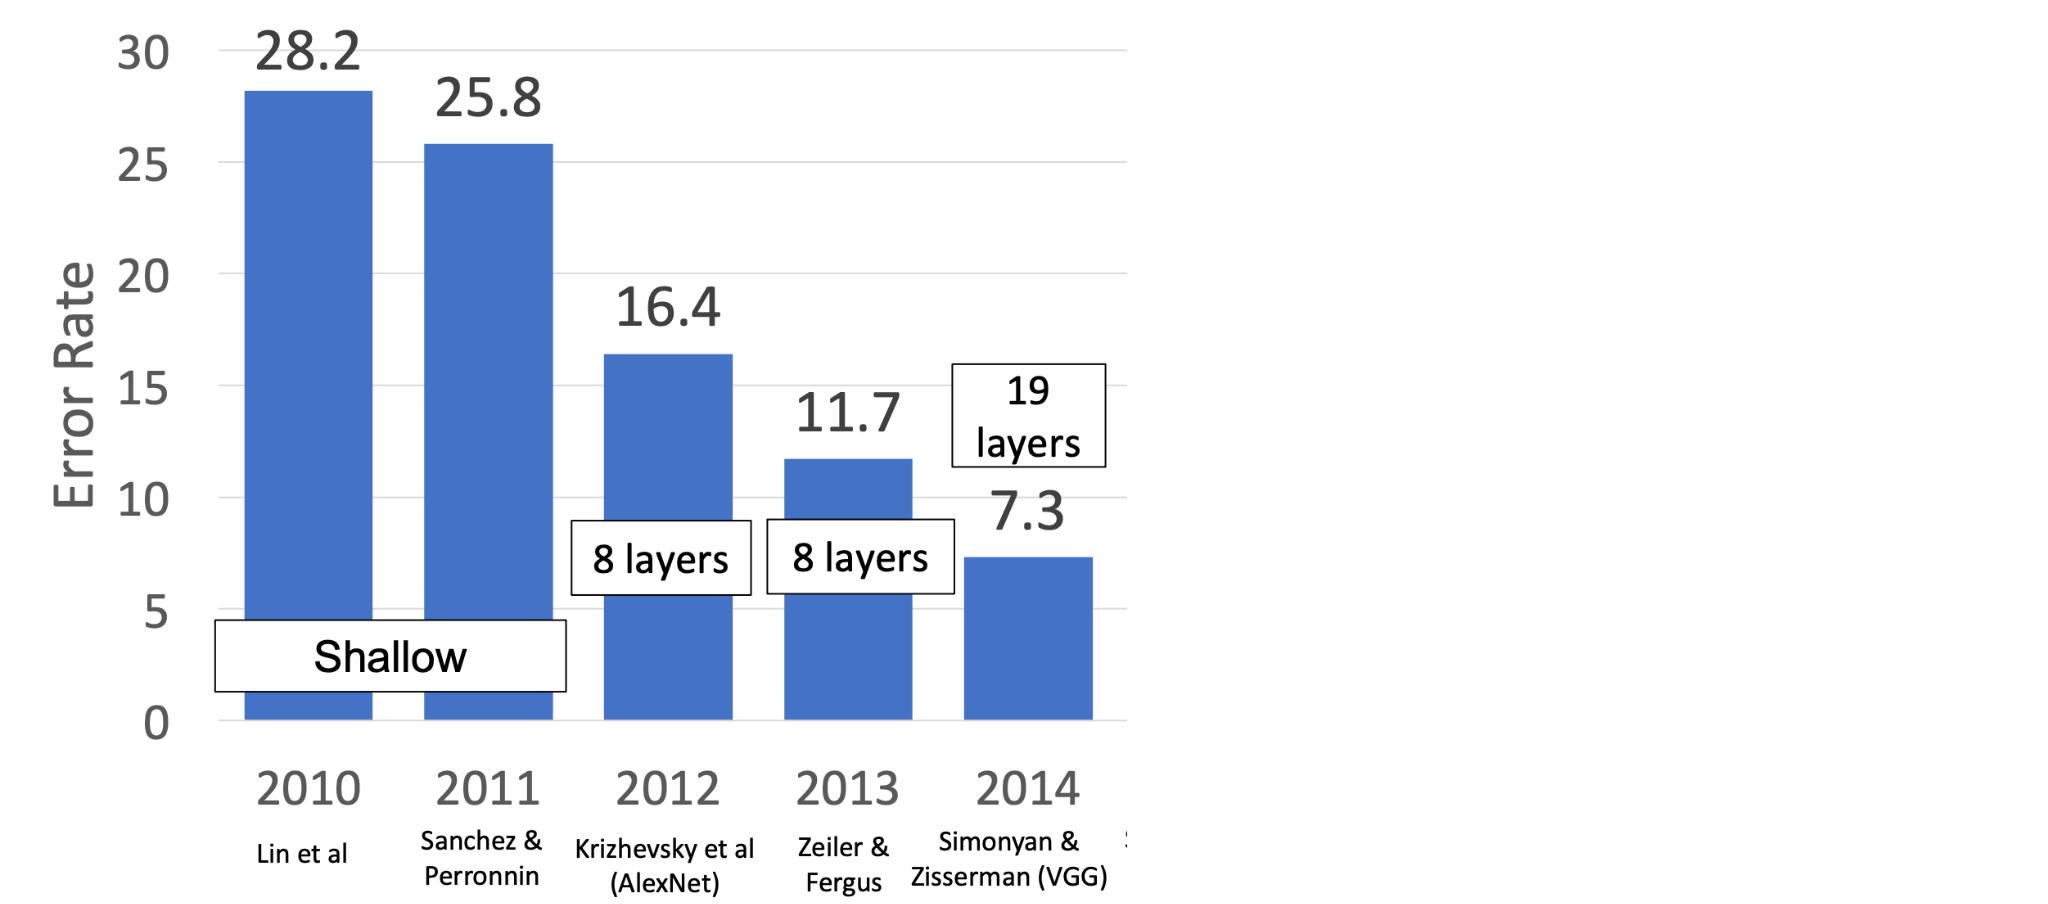 30
25
20
15
10
5
0
Error Rate
28.2
25.8
16.4
11.7
7.3
19
layers
8 layers
8 layers
Shallow
2010
2011
2012
2013
2014
Lin et al
Sanchez &
Perronnin
Krizhevsky et al
(AlexNet)
Zeiler &
Fergus
Simonyan &
Zisserman (VGG)